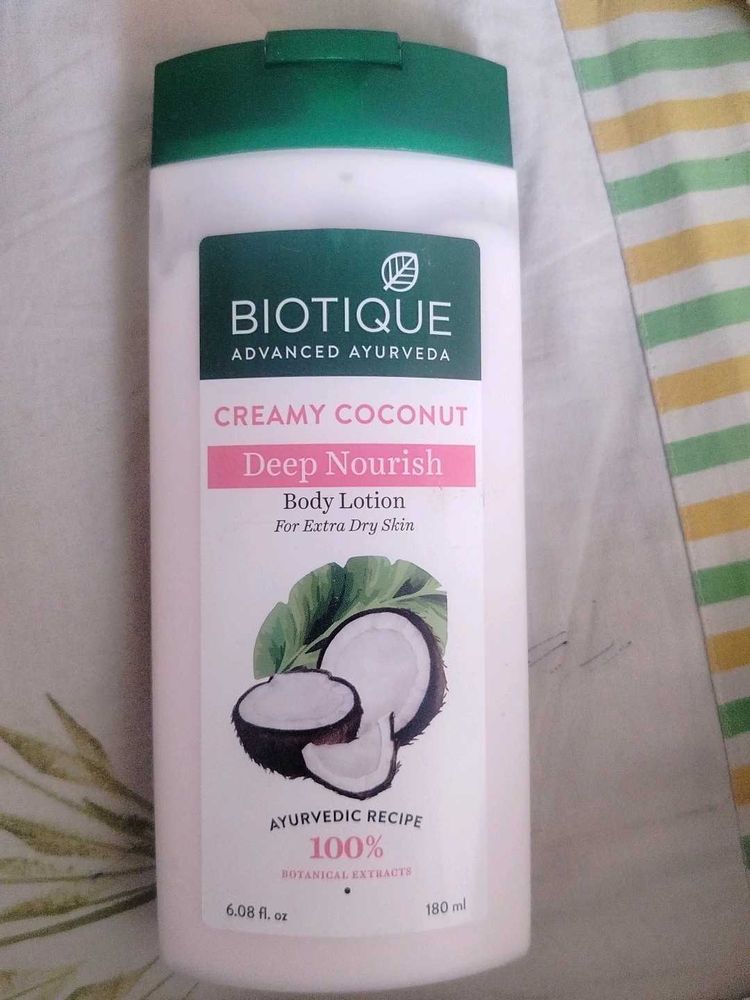 BIOTIQUE
ADVANCED AYURVEDA
CREAMY COCONUT
Deep Nourish
Body Lotion
For Extra Dry Skin
AYURVEDIC RECIPE
100%
BOTANICAL EXTRACTS
6.08 fl. oz 180 ml